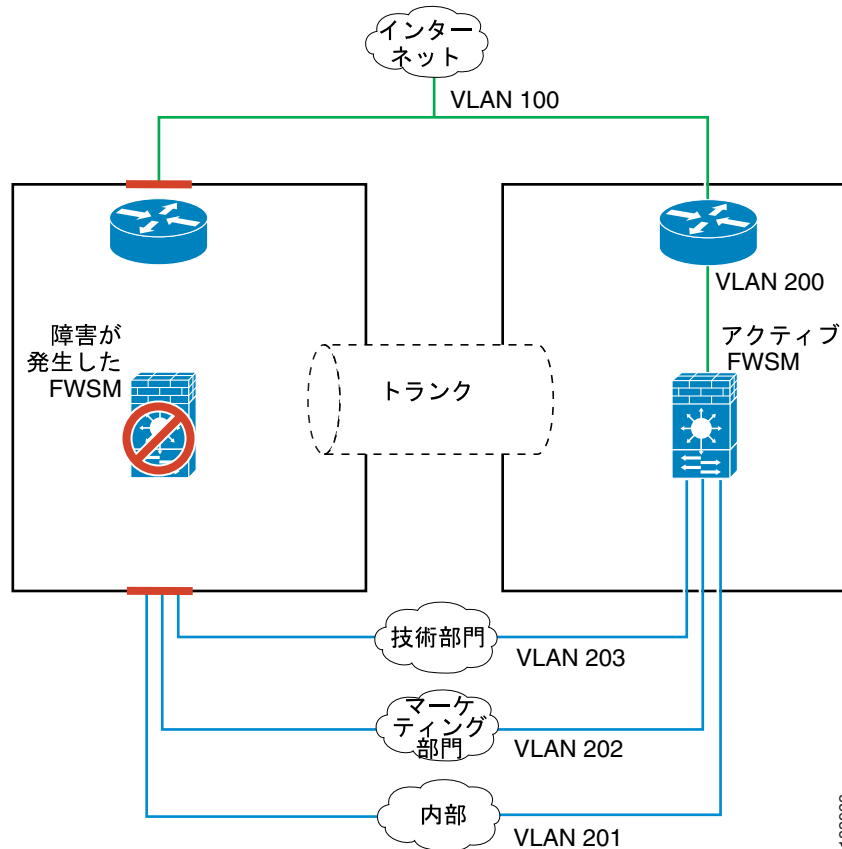 インター
ネット
VLAN 100
VLAN 200
障害が
発生した
FWSM
トランク
アクティブ
FWSM
技術部門
VLAN 203
マーケ
ティング
部門
VLAN 202
内部
VLAN 201